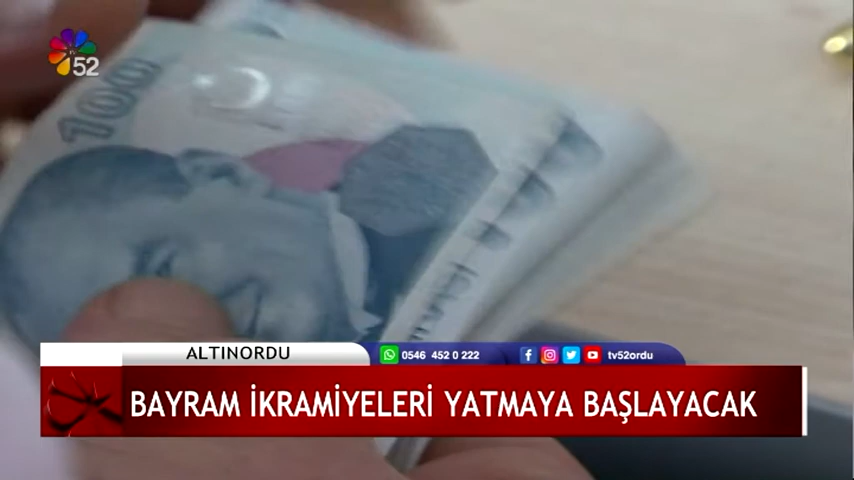 52
100
ALTINORDU
0546 452 0 222
tv52ordu
BAYRAM İKRAMİYELERİ YATMAYA BAŞLAYACAK